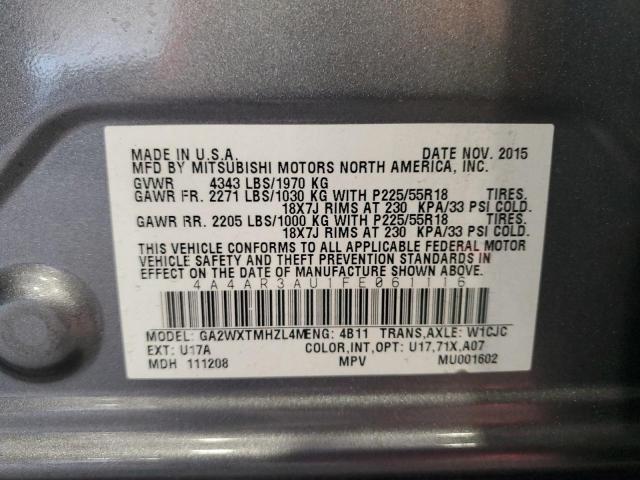 MADE IN U.S.A. DATE NOV. 2015
MFD BY MITSUBISHI MOTORS NORTH AMERICA, INC.
GVWR 4343 LBS/1970 KG
GAWR FR. 2271 LBS/1030 KG WITH P225/55R18 TIRES,
18X7J RIMS AT 230 KPA/33 PSI COLD.
GAWR RR. 2205 LBS/1000 KG WITH P225/55R18 TIRES,
18X7J RIMS AT 230 KPA/33 PSI COLD.
THIS VEHICLE CONFORMS TO ALL APPLICABLE FEDERAL MOTOR
VEHICLE SAFETY AND THEFT PREVENTION STANDARDS IN
EFFECT ON THE DATE OF MANUFACTURE SHOWN ABOVE.
4A4AR3AU1FE061116
MODEL: GA2WXTMHZL4M ENG: 4B11 TRANS,AXLE: W1CJC
EXT: U17A COLOR,INT,OPT: U17,71X,A07
MDH 111208 MPV MU001602